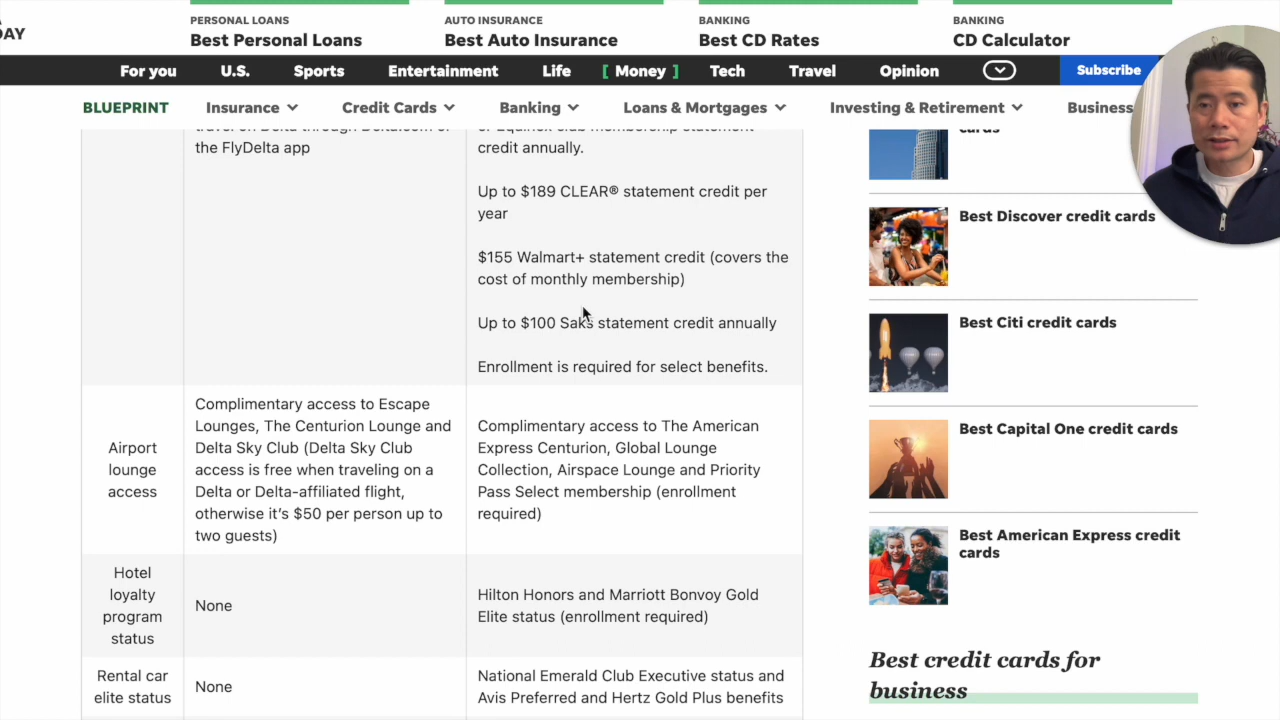 PERSONAL LOANS
Best Personal Loans
AUTO INSURANCE
Best Auto Insurance
BANKING
Best CD Rates
BANKING
CD Calculator
DAY
For you
U.S.
Sports
Entertainment
Life
[ Money ]
Tech
Travel
Opinion
Subscribe
BLUEPRINT
Insurance
Credit Cards
Banking
Loans & Mortgages
Investing & Retirement
Business
the FlyDelta app
credit annually.
Up to $189 CLEAR® statement credit per
year
$155 Walmart+ statement credit (covers the
cost of monthly membership)
Up to $100 Saks statement credit annually
Enrollment is required for select benefits.
Airport
lounge
access
Complimentary access to Escape
Lounges, The Centurion Lounge and
Delta Sky Club (Delta Sky Club
access is free when traveling on a
Delta or Delta-affiliated flight,
otherwise it's $50 per person up to
two guests)
Complimentary access to The American
Express Centurion, Global Lounge
Collection, Airspace Lounge and Priority
Pass Select membership (enrollment
required)
Hotel
loyalty
program
status
None
Hilton Honors and Marriott Bonvoy Gold
Elite status (enrollment required)
Rental car
elite status
None
National Emerald Club Executive status and
Avis Preferred and Hertz Gold Plus benefits
cards
Best Discover credit cards
Best Citi credit cards
Best Capital One credit cards
Best American Express credit
cards
Best credit cards for
business